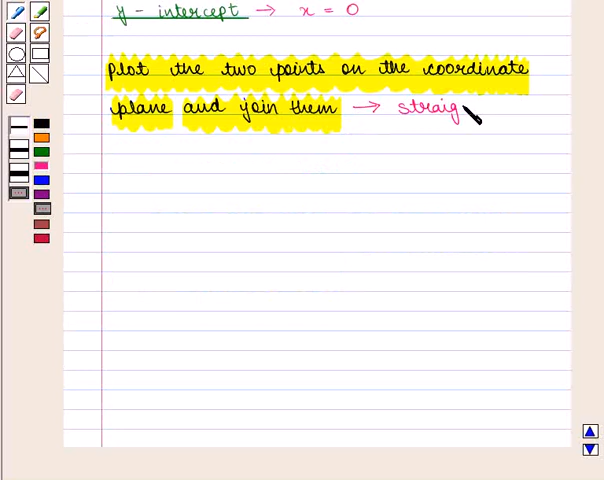 y - intercept → x = 0
Plot the two points on the coordinate
plane and join them → straig